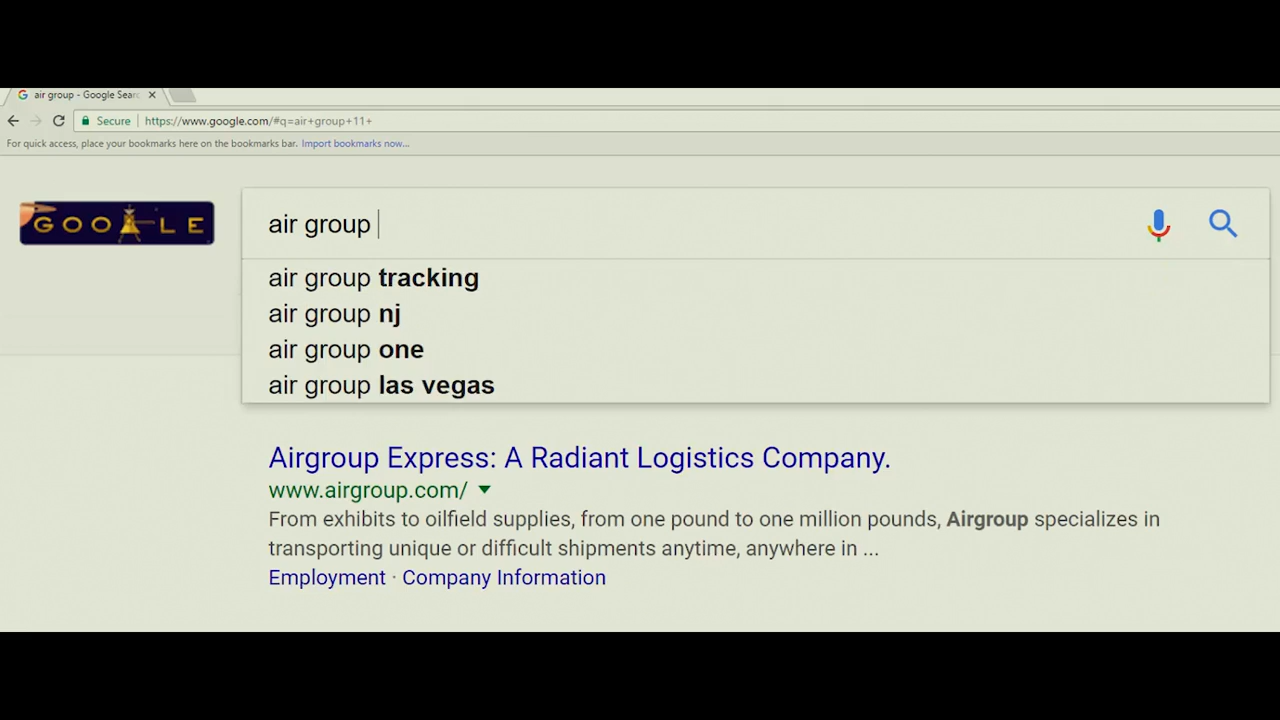 air group - Google Sear
Secure https://www.google.com/#q=air+group+11+
For quick access, place your bookmarks here on the bookmarks bar. Import bookmarks now...
GOOLE
air group
air group tracking
air group nj
air group one
air group las vegas
Airgroup Express: A Radiant Logistics Company.
www.airgroup.com/
From exhibits to oilfield supplies, from one pound to one million pounds, Airgroup specializes in
transporting unique or difficult shipments anytime, anywhere in ...
Employment · Company Information